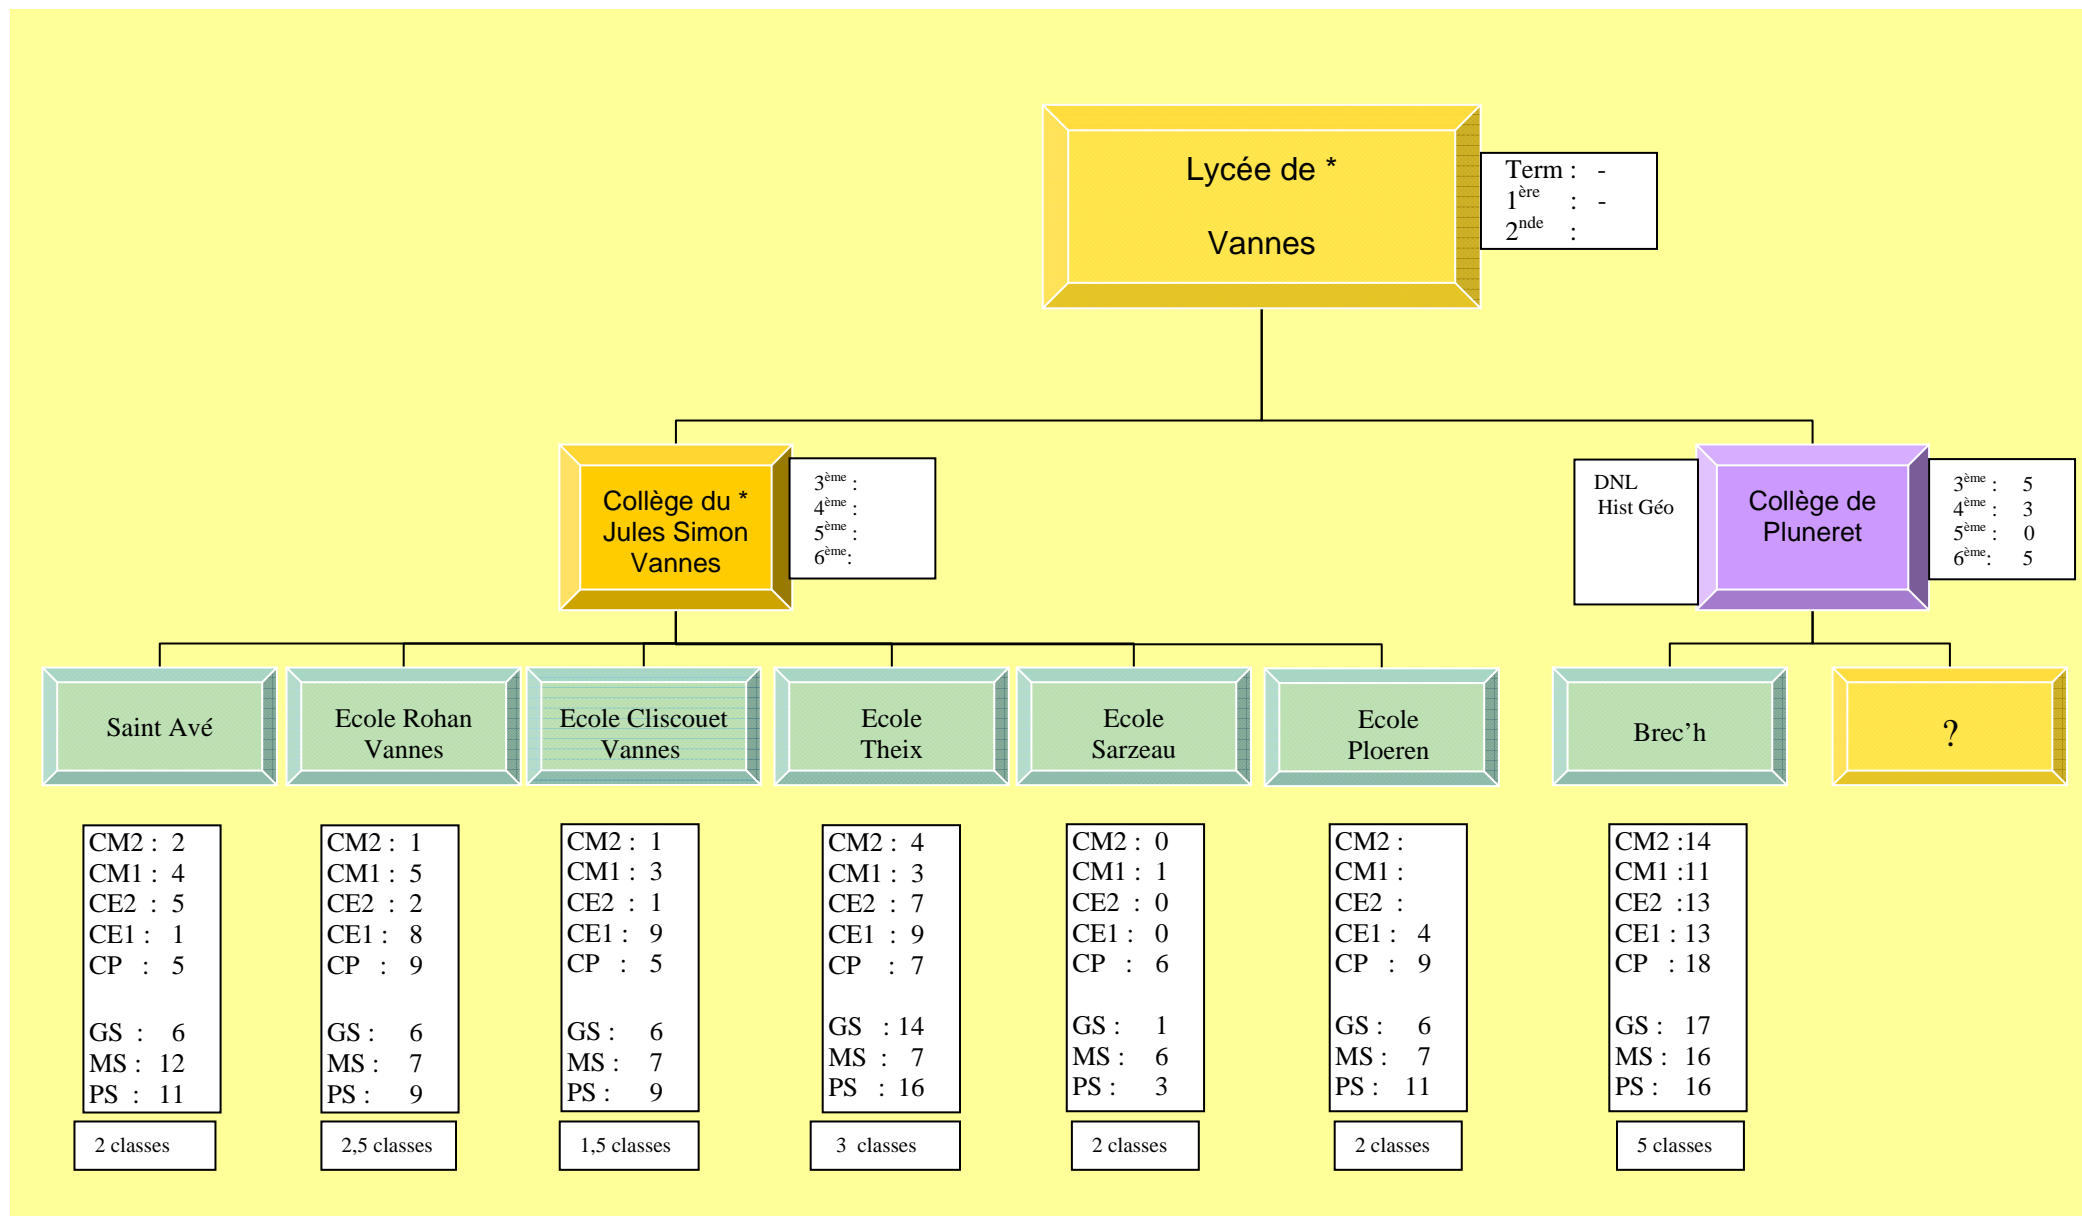 Lycée de *
Vannes
Term : -
1ère : -
2nde :
Collège du *
Jules Simon
Vannes
3ème :
4ème :
5ème :
6ème:
DNL
Hist Géo
Collège de
Pluneret
3ème : 5
4ème : 3
5ème : 0
6ème: 5
Saint Avé
Ecole Rohan
Vannes
Ecole Cliscouet
Vannes
Ecole
Theix
Ecole
Sarzeau
Ecole
Ploeren
Brec’h
?
CM2 : 2
CM1 : 4
CE2 : 5
CE1 : 1
CP : 5
GS : 6
MS : 12
PS : 11
2 classes
CM2 : 1
CM1 : 5
CE2 : 2
CE1 : 8
CP : 9
GS : 6
MS : 7
PS : 9
2,5 classes
CM2 : 1
CM1 : 3
CE2 : 1
CE1 : 9
CP : 5
GS : 6
MS : 7
PS : 9
1,5 classes
CM2 : 4
CM1 : 3
CE2 : 7
CE1 : 9
CP : 7
GS : 14
MS : 7
PS : 16
3 classes
CM2 : 0
CM1 : 1
CE2 : 0
CE1 : 0
CP : 6
GS : 1
MS : 6
PS : 3
2 classes
CM2 :
CM1 :
CE2 :
CE1 : 4
CP : 9
GS : 6
MS : 7
PS : 11
2 classes
CM2 :14
CM1 :11
CE2 :13
CE1 : 13
CP : 18
GS : 17
MS : 16
PS : 16
5 classes